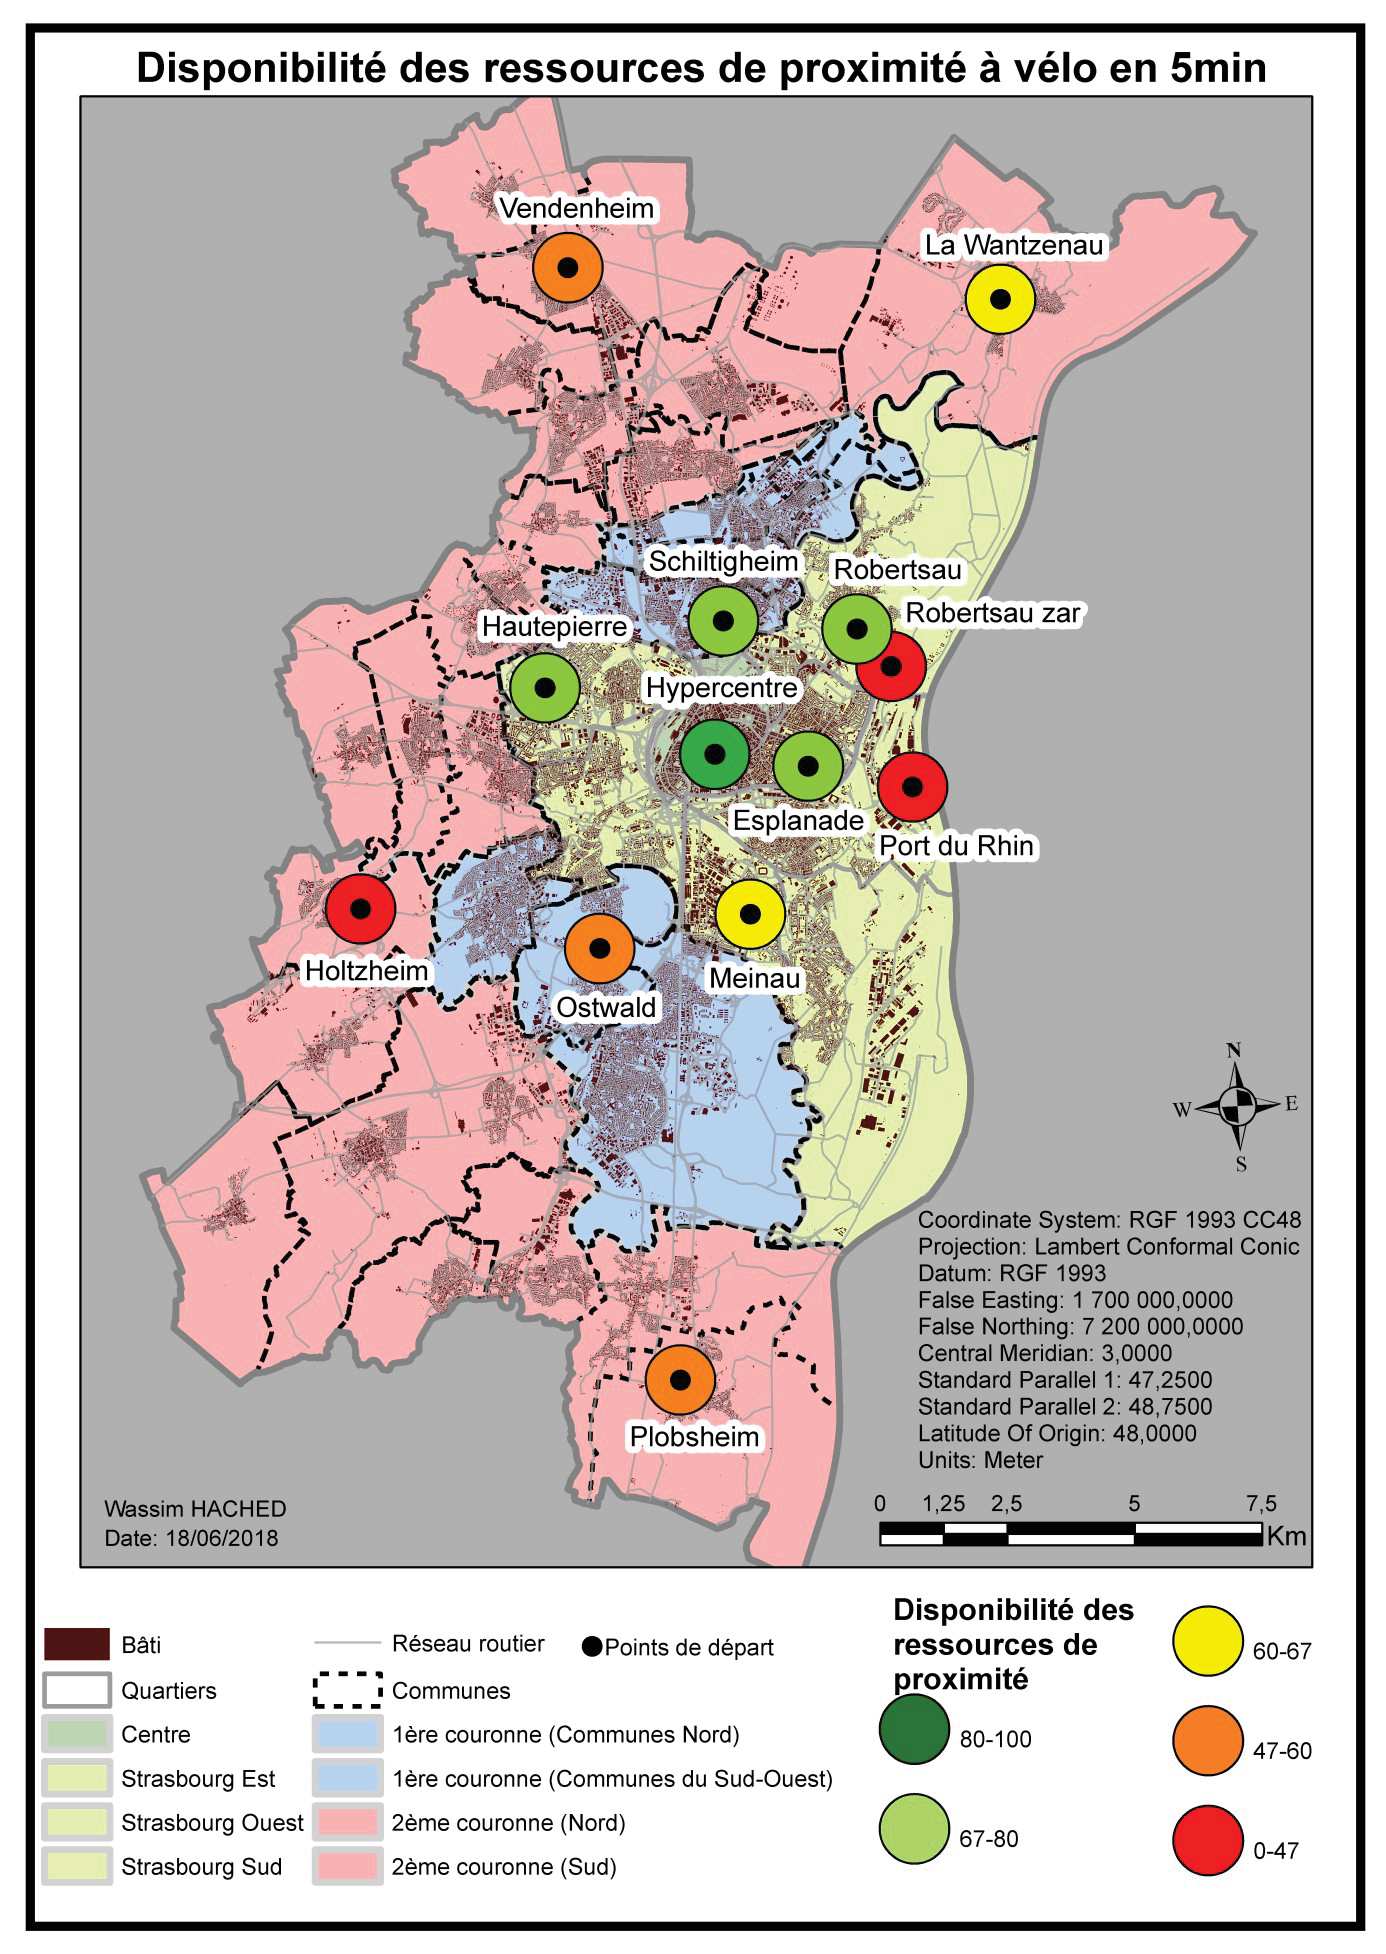 Disponibilité des ressources de proximité à vélo en 5min
Vendenheim
La Wantzenau
Schiltigheim
Robertsau
Robertsau zar
Hautepierre
Hypercentre
Esplanade
Port du Rhin
Holtzheim
Meinau
Ostwald
Plobsheim
N
W
E
S
Coordinate System: RGF 1993 CC48
Projection: Lambert Conformal Conic
Datum: RGF 1993
False Easting: 1 700 000,0000
False Northing: 7 200 000,0000
Central Meridian: 3,0000
Standard Parallel 1: 47,2500
Standard Parallel 2: 48,7500
Latitude Of Origin: 48,0000
Units: Meter
0 1,25 2,5 5 7,5
Km
Wassim HACHED
Date: 18/06/2018
Bâti
Quartiers
Centre
Strasbourg Est
Strasbourg Ouest
Strasbourg Sud
Réseau routier
Communes
1ère couronne (Communes Nord)
1ère couronne (Communes du Sud-Ouest)
2ème couronne (Nord)
2ème couronne (Sud)
Points de départ
Disponibilité des
ressources de
proximité
80-100
67-80
60-67
47-60
0-47